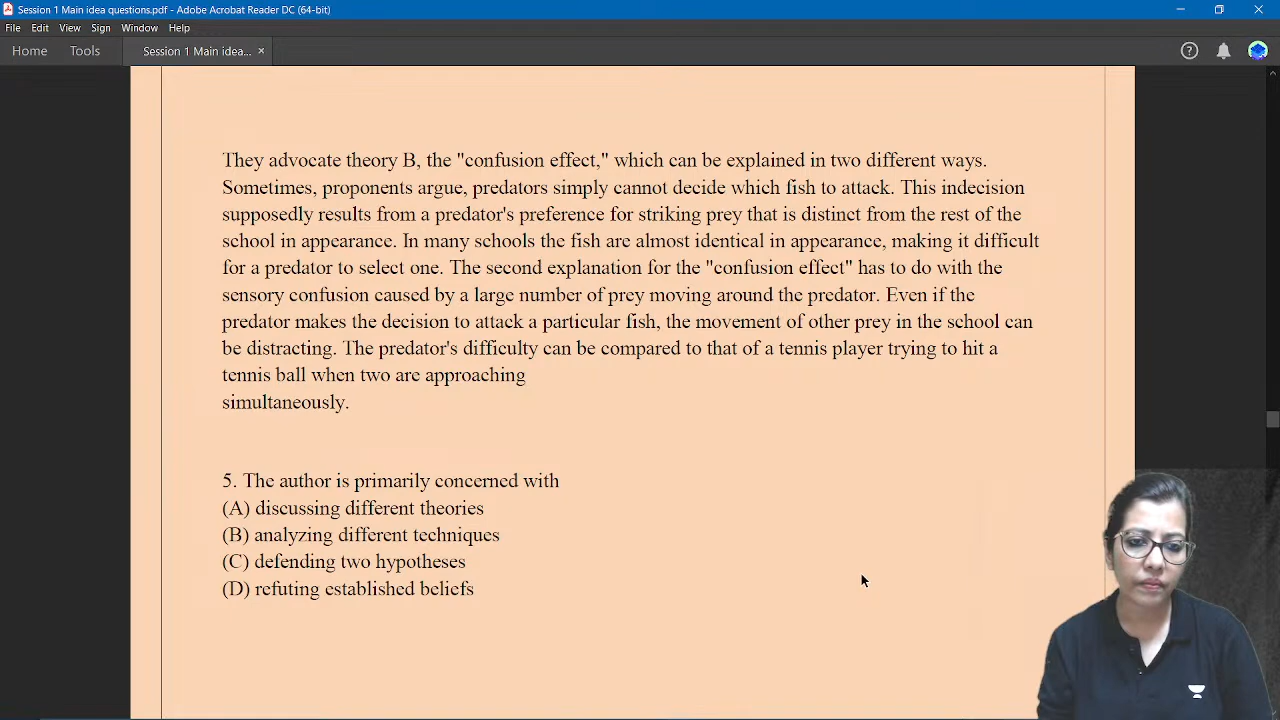 Session 1 Main idea questions.pdf - Adobe Acrobat Reader DC (64-bit)
File Edit View Sign Window Help
Home Tools Session 1 Main idea... ×
They advocate theory B, the "confusion effect," which can be explained in two different ways.
Sometimes, proponents argue, predators simply cannot decide which fish to attack. This indecision
supposedly results from a predator's preference for striking prey that is distinct from the rest of the
school in appearance. In many schools the fish are almost identical in appearance, making it difficult
for a predator to select one. The second explanation for the "confusion effect" has to do with the
sensory confusion caused by a large number of prey moving around the predator. Even if the
predator makes the decision to attack a particular fish, the movement of other prey in the school can
be distracting. The predator's difficulty can be compared to that of a tennis player trying to hit a
tennis ball when two are approaching
simultaneously.
5. The author is primarily concerned with
(A) discussing different theories
(B) analyzing different techniques
(C) defending two hypotheses
(D) refuting established beliefs